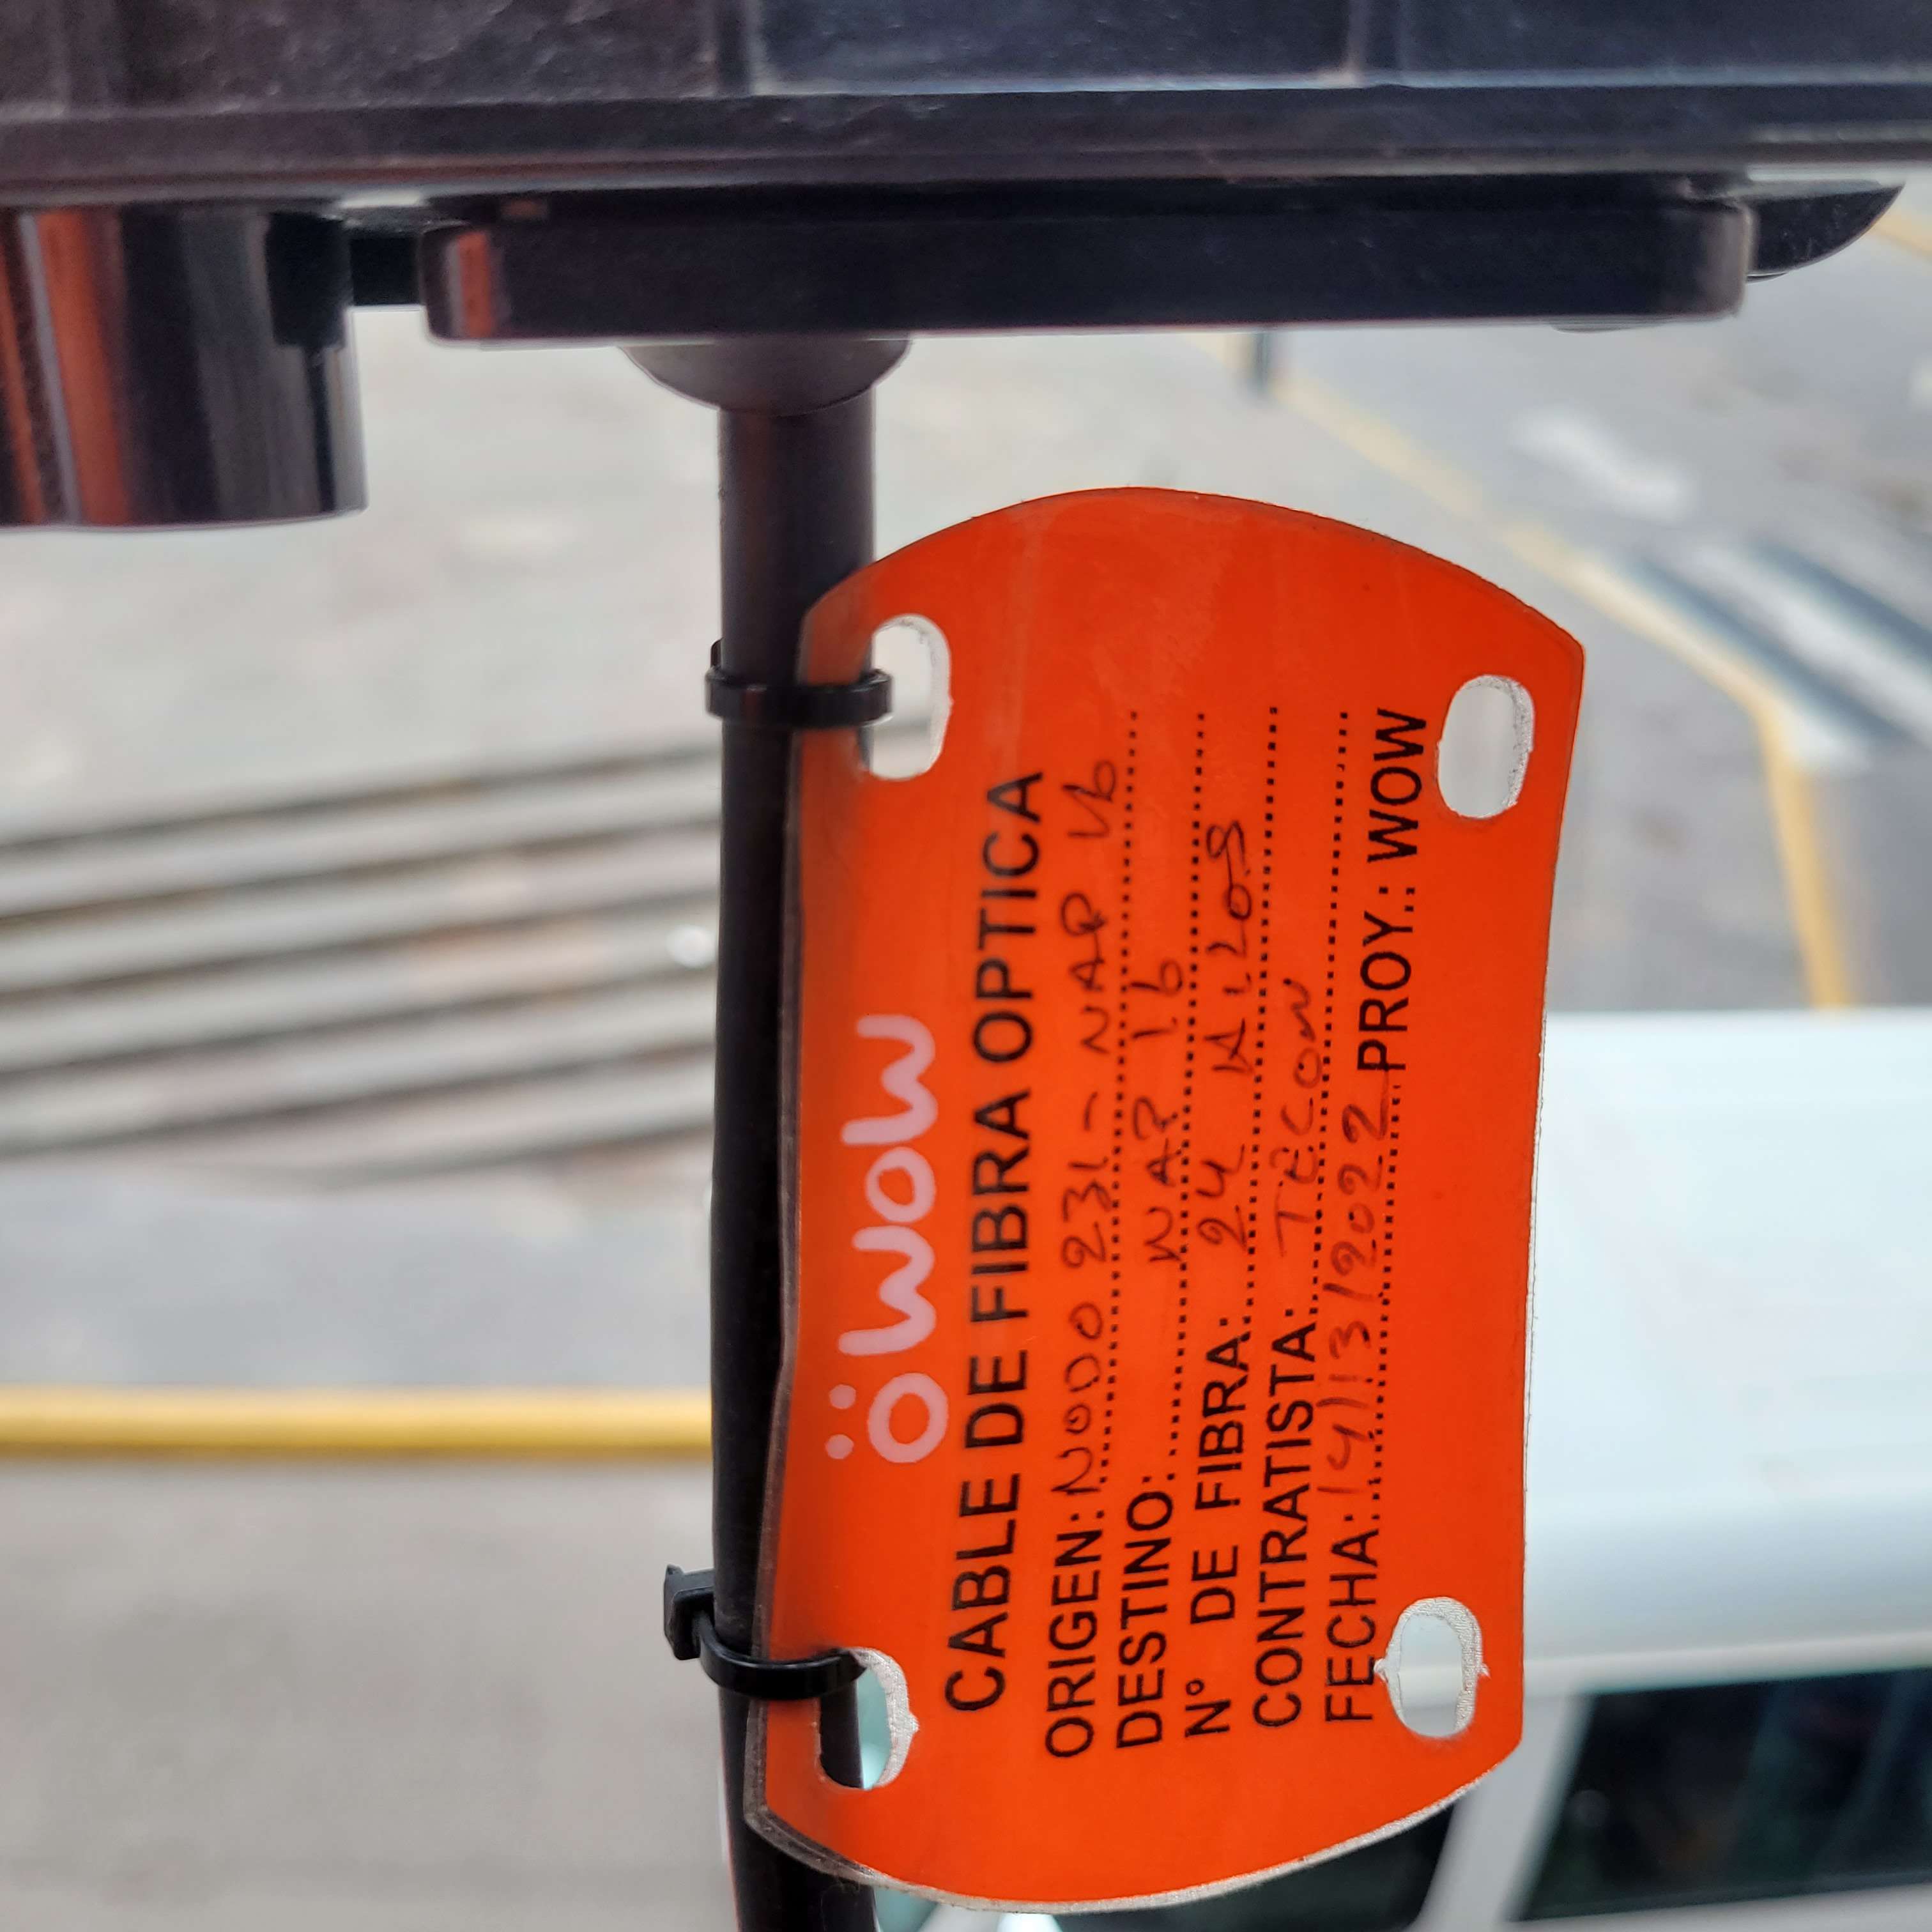 ö wow
CABLE DE FIBRA OPTICA
ORIGEN: NODO 231 - NAP 16
DESTINO: NAP 16
N° DE FIBRA: 24 HILOS
CONTRATISTA: TECOM
FECHA: 14/13/2022 PROY.: WOW